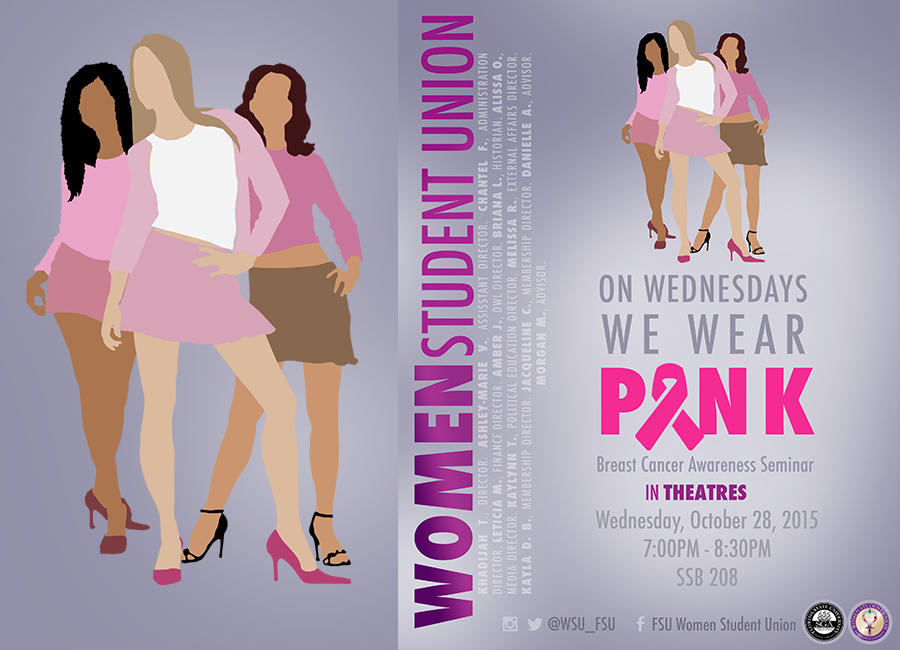 WOMENSTUDENT UNION
KHADIJAH T., DIRECTOR. ASHLEY-MARIE V., ASSISTANT DIRECTOR. CHANTEL F., ADMINISTRATION
DIRECTOR. LETICIA M., FINANCE DIRECTOR. AMBER J., OWL DIRECTOR. BRIANA L., HISTORIAN. ALISSA O.,
MEDIA DIRECTOR. KAYLYNN T., POLITICAL EDUCATION DIRECTOR. MELISSA R., EXTERNAL AFFAIRS DIRECTOR.
KAYLA D. B., MEMBERSHIP DIRECTOR. JACQUELINE C., MEMBERSHIP DIRECTOR. DANIELLE A., ADVISOR.
MORGAN M., ADVISOR.
ON WEDNESDAYS
WE WEAR
PINK
Breast Cancer Awareness Seminar
IN THEATRES
Wednesday, October 28, 2015
7:00PM - 8:30PM
SSB 208
@WSU_FSU FSU Women Student Union
SGA